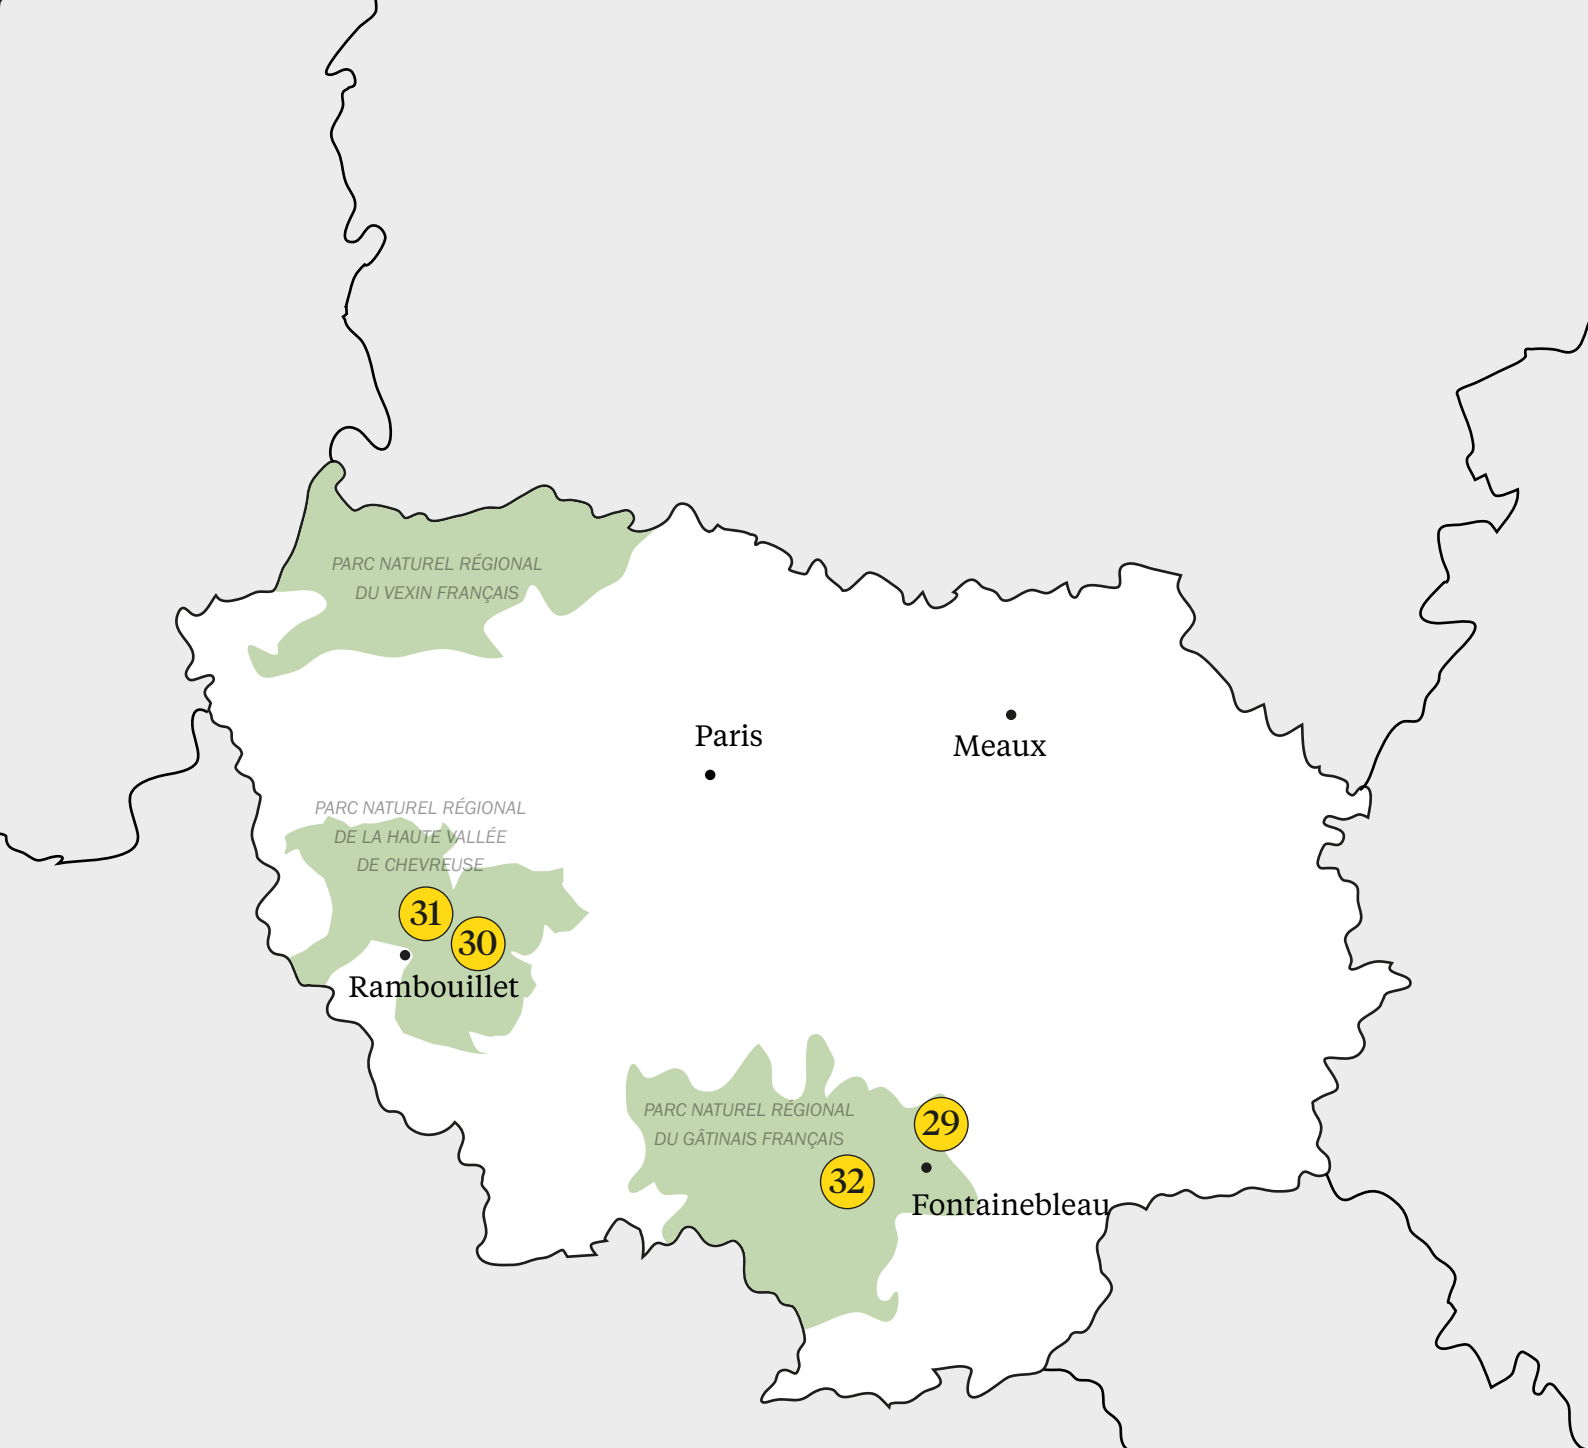 PARC NATUREL RÉGIONAL
DU VEXIN FRANÇAIS
Paris
Meaux
PARC NATUREL RÉGIONAL
DE LA HAUTE VALLÉE
DE CHEVREUSE
31
30
Rambouillet
PARC NATUREL RÉGIONAL
DU GÂTINAIS FRANÇAIS
29
32
Fontainebleau